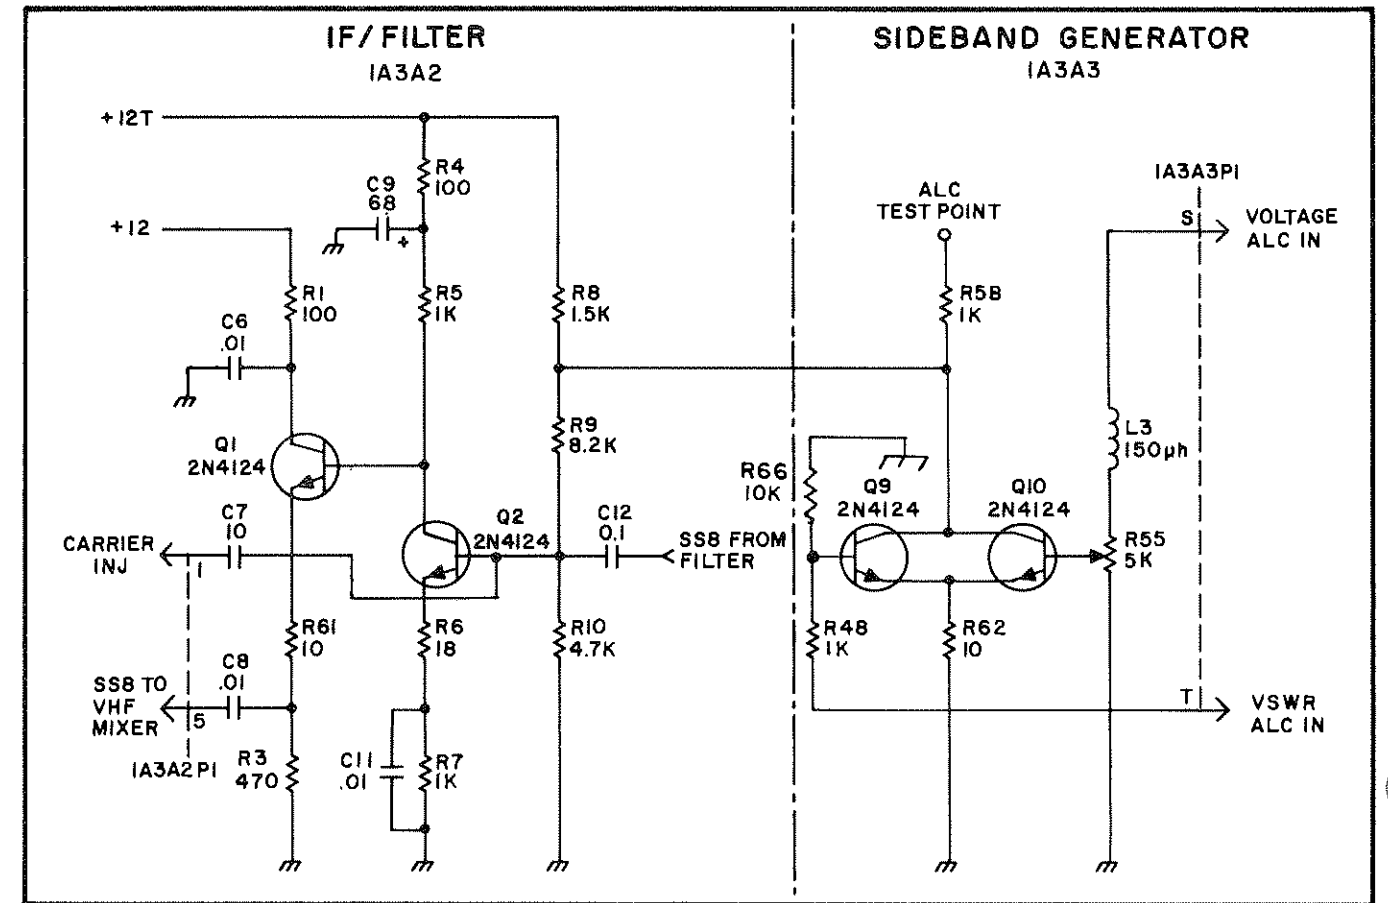 IF/FILTER
1A3A2
SIDEBAND GENERATOR
1A3A3
+12T
+12
R4
100
C9
68
+
R1
100
C6
.01
R5
1K
R8
1.5K
ALC
TEST POINT
R58
1K
1A3A3P1
S
VOLTAGE
ALC IN
Q1
2N4124
R9
8.2K
L3
150µh
R66
10K
Q9
2N4124
Q10
2N4124
C7
10
CARRIER
INJ
1
Q2
2N4124
C12
0.1
SS8 FROM
FILTER
R55
5K
R61
10
R6
18
R10
4.7K
R48
1K
R62
10
C8
.01
SS8 TO
VHF
MIXER
5
T
VSWR
ALC IN
1A3A2P1
R3
470
C11
.01
R7
1K